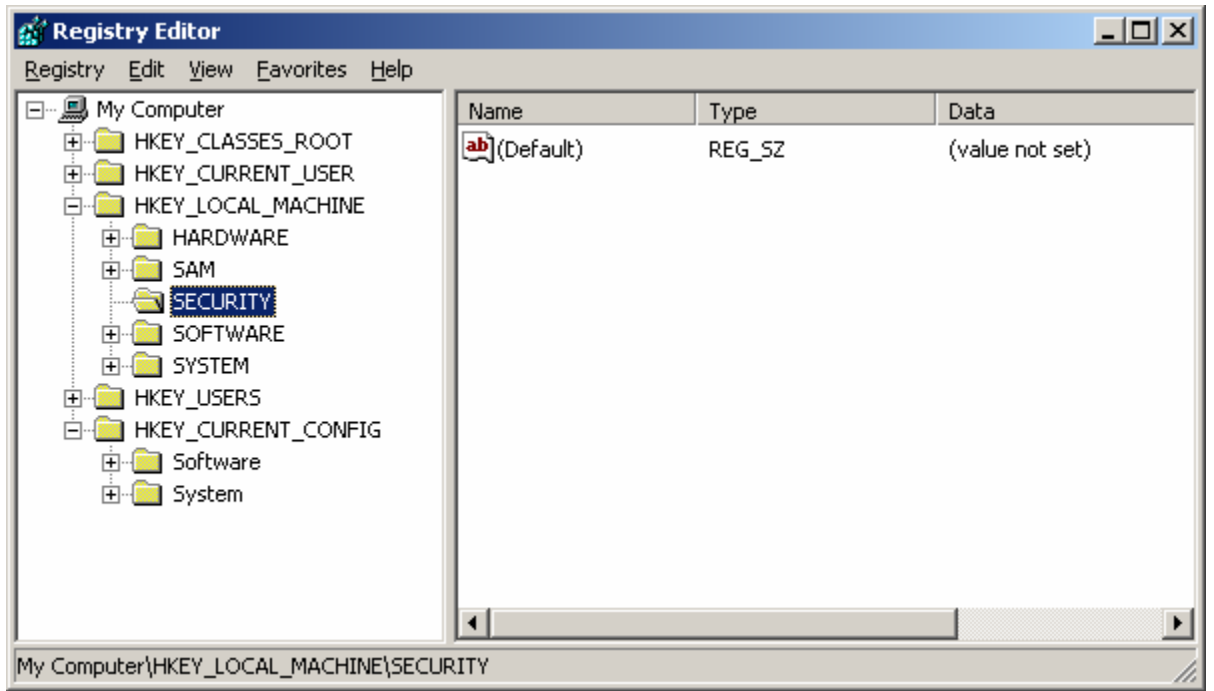 Registry Editor
Registry Edit View Favorites Help
My Computer
HKEY_CLASSES_ROOT
HKEY_CURRENT_USER
HKEY_LOCAL_MACHINE
HARDWARE
SAM
SECURITY
SOFTWARE
SYSTEM
HKEY_USERS
HKEY_CURRENT_CONFIG
Software
System
Name Type Data
ab (Default) REG_SZ (value not set)
My Computer\HKEY_LOCAL_MACHINE\SECURITY